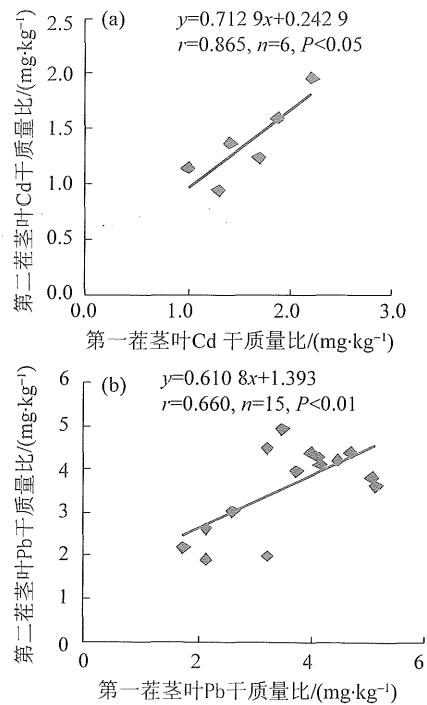 (a)
y=0.712 9x+0.242 9
r=0.865, n=6, P<0.05
第二茬茎叶Cd干质量比/(mg·kg⁻¹)
2.5
2.0
1.5
1.0
0.5
0.0
0.0 1.0 2.0 3.0
第一茬茎叶Cd 干质量比/(mg·kg⁻¹)
(b)
y=0.610 8x+1.393
r=0.660, n=15, P<0.01
第二茬茎叶Pb干质量比/(mg·kg⁻¹)
6
5
4
3
2
1
0
0 2 4 6
第一茬茎叶Pb干质量比/(mg·kg⁻¹)